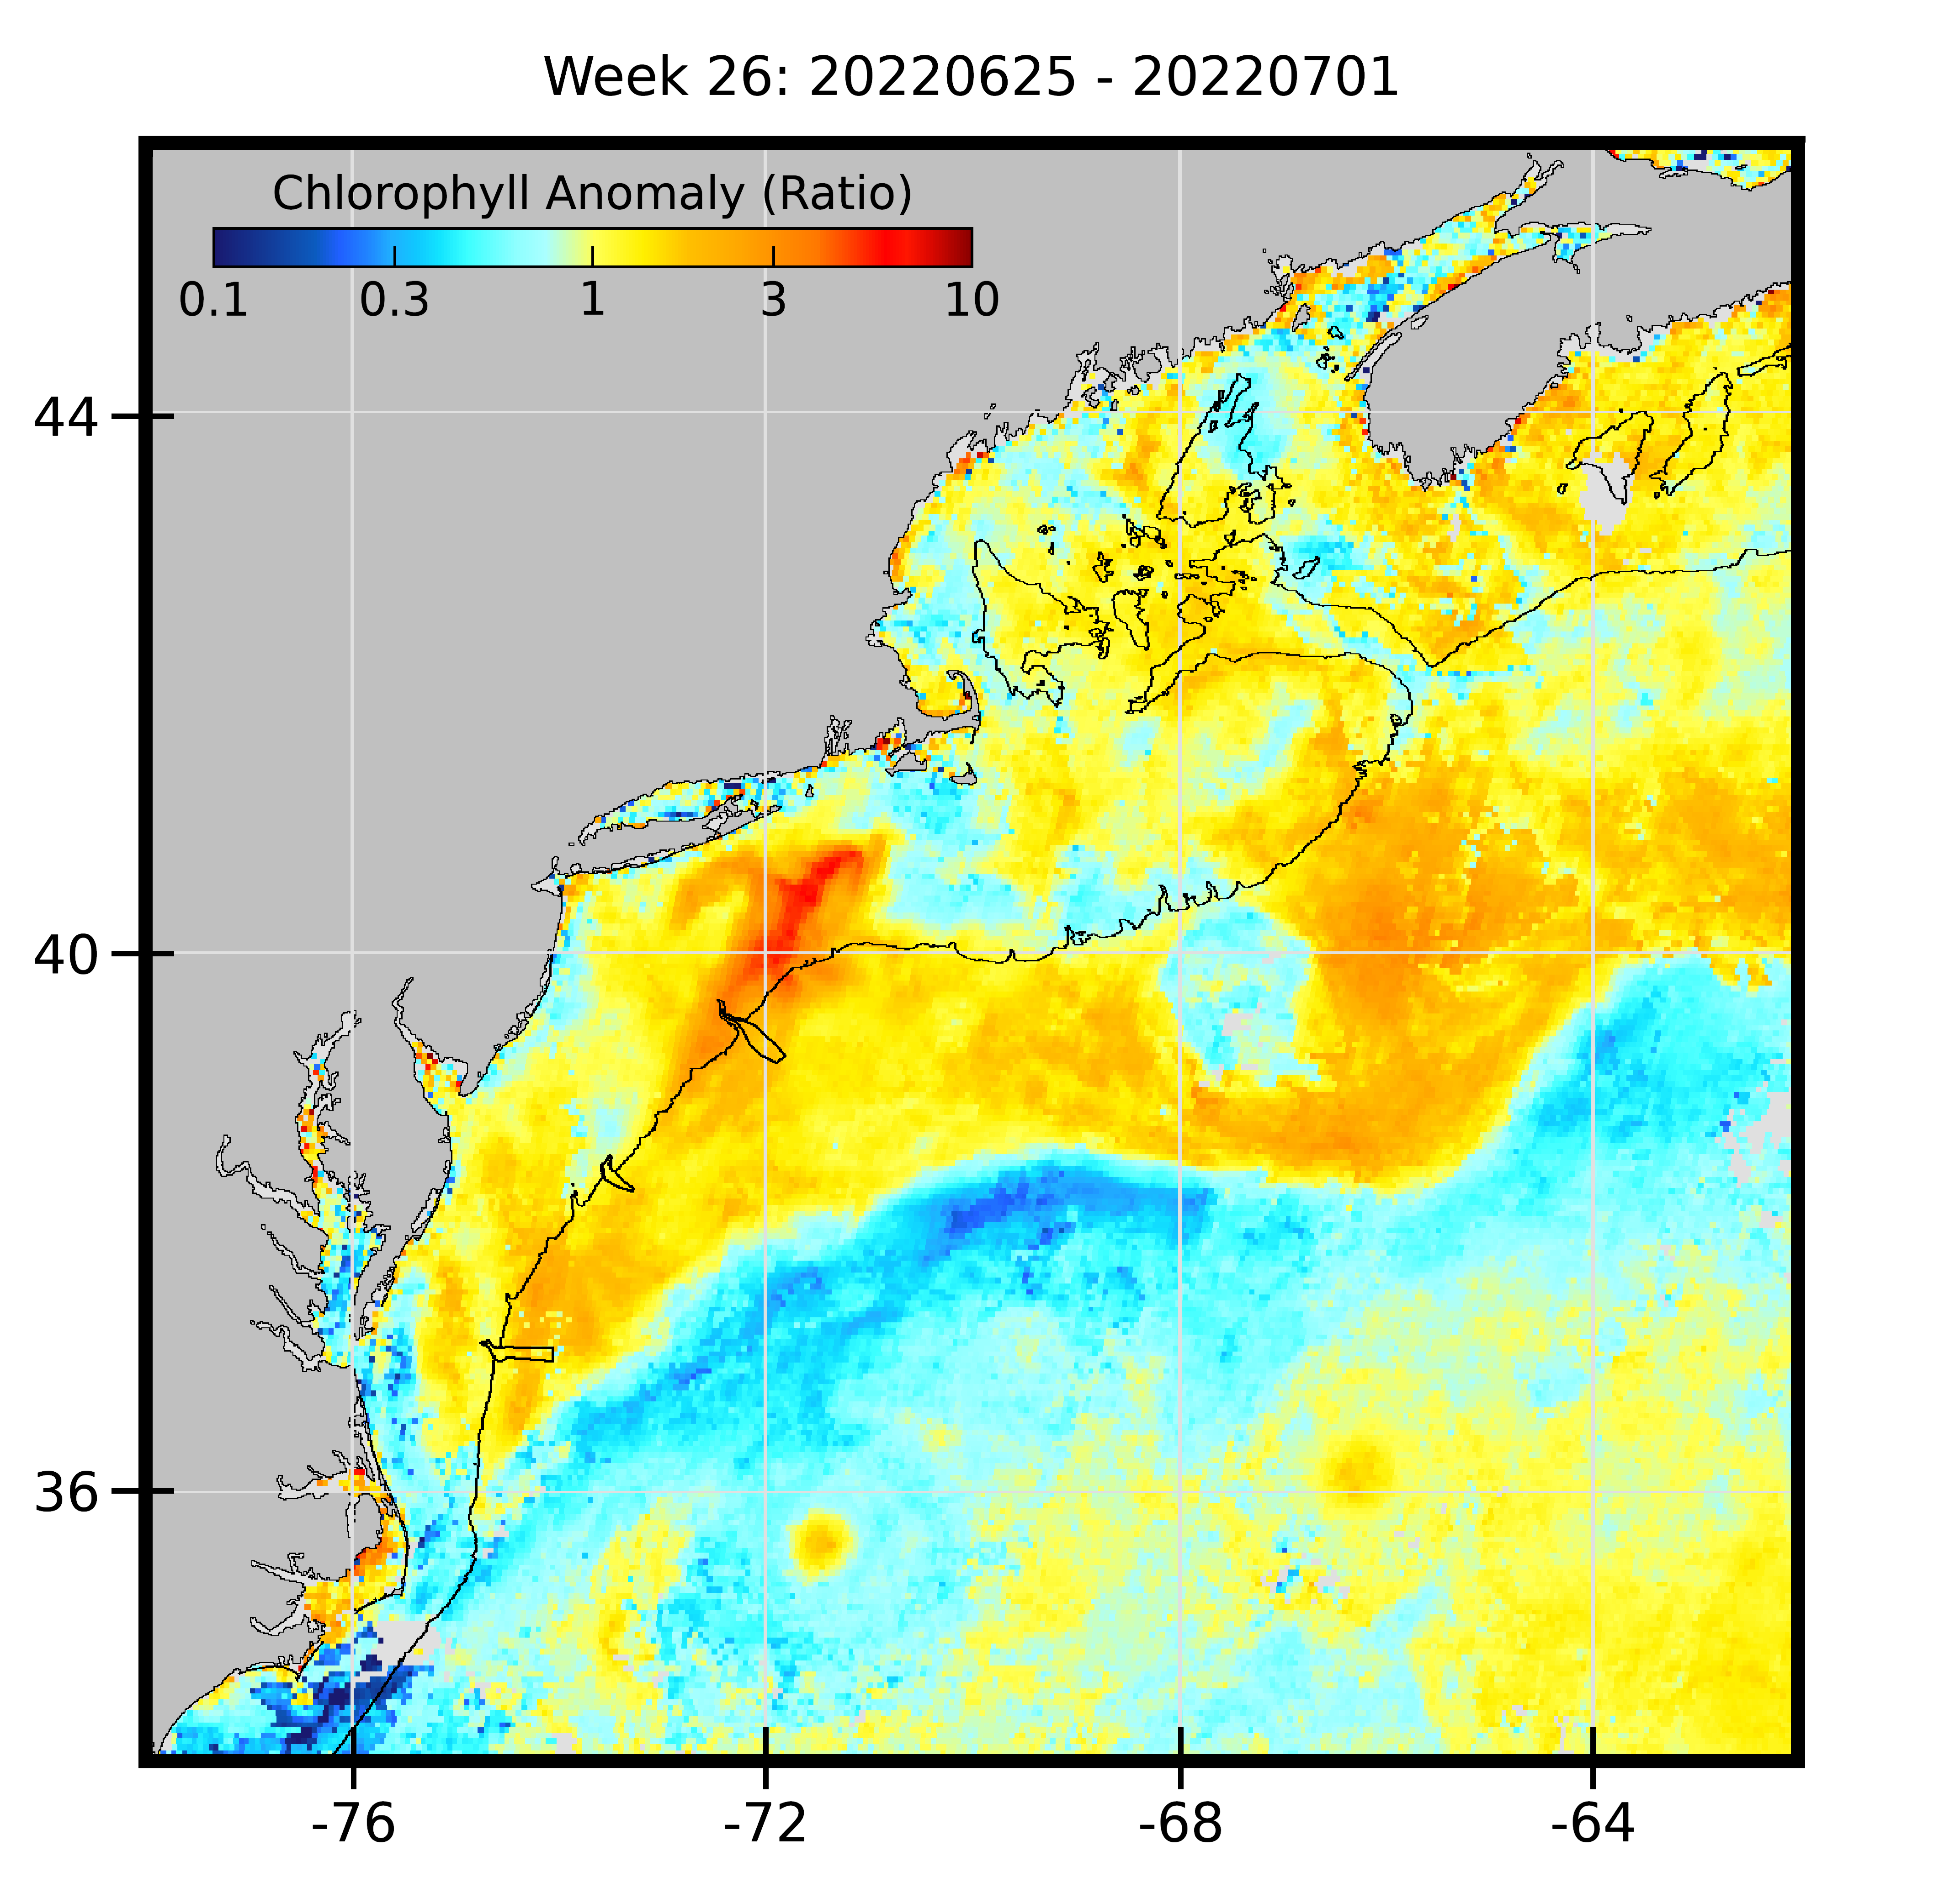 Week 26: 20220625 - 20220701
Chlorophyll Anomaly (Ratio)
0.1 0.3 1 3 10
44
40
36
-76 -72 -68 -64